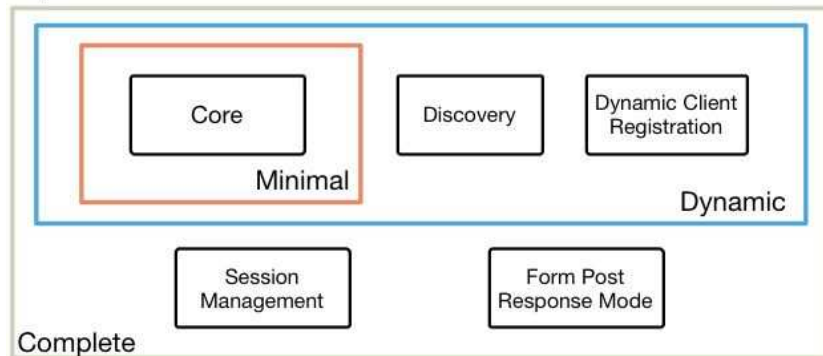 Core
Minimal
Discovery
Dynamic Client
Registration
Dynamic
Session
Management
Form Post
Response Mode
Complete